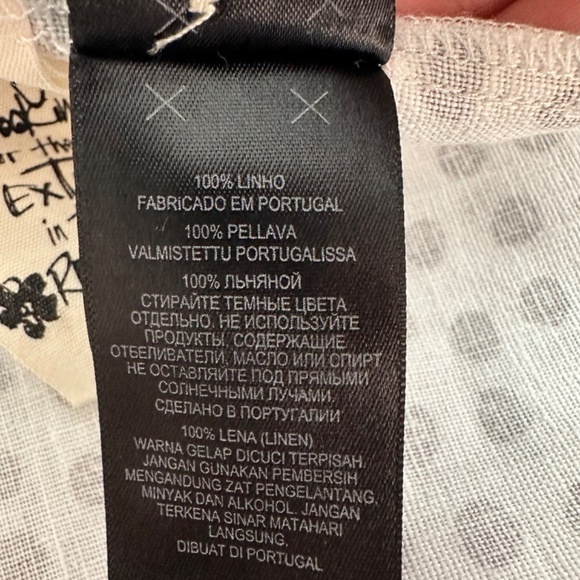 100% LINHO
FABRICADO EM PORTUGAL
100% PELLAVA
VALMISTETTU PORTUGALISSA
100% ЛЬНЯНОЙ
СТИРАЙТЕ ТЕМНЫЕ ЦВЕТА
ОТДЕЛЬНО. НЕ ИСПОЛЬЗУЙТЕ
ПРОДУКТЫ, СОДЕРЖАЩИЕ
ОТБЕЛИВАТЕЛИ, МАСЛО ИЛИ СПИРТ
НЕ ОСТАВЛЯЙТЕ ПОД ПРЯМЫМИ
СОЛНЕЧНЫМИ ЛУЧАМИ.
СДЕЛАНО В ПОРТУГАЛИИ
100% LENA (LINEN)
WARNA GELAP DICUCI TERPISAH.
JANGAN GUNAKAN PEMBERSIH
MENGANDUNG ZAT PENGELANTANG,
MINYAK DAN ALKOHOL. JANGAN
TERKENA SINAR MATAHARI
LANGSUNG.
DIBUAT DI PORTUGAL